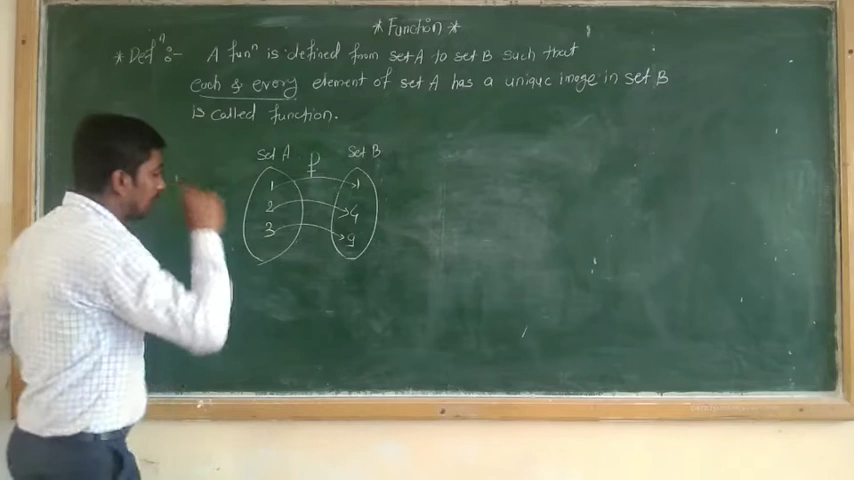 * Function *
* Defⁿ :- A funⁿ is defined from set A to set B such that
each & every element of set A has a unique image in set B
is called function.
Set A f Set B
1 1
2 4
3 9